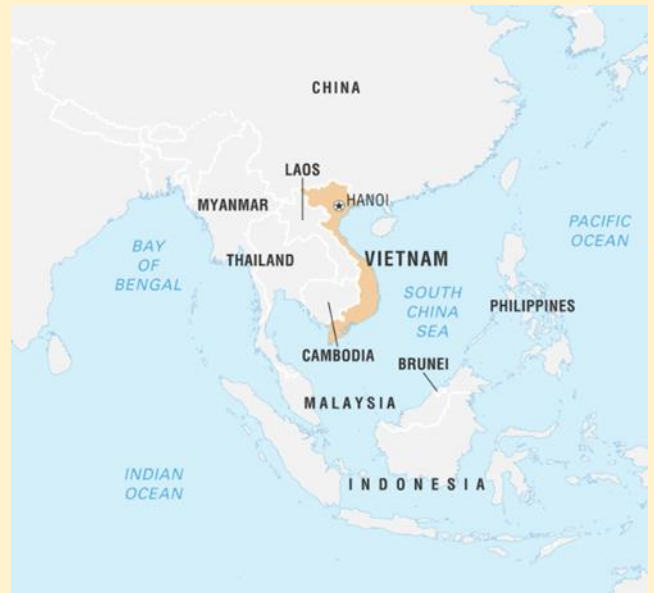 CHINA
LAOS
HANOI
MYANMAR
PACIFIC
OCEAN
BAY
OF
BENGAL
THAILAND
VIETNAM
SOUTH
CHINA
SEA
PHILIPPINES
CAMBODIA
BRUNEI
MALAYSIA
INDIAN
OCEAN
INDONESIA